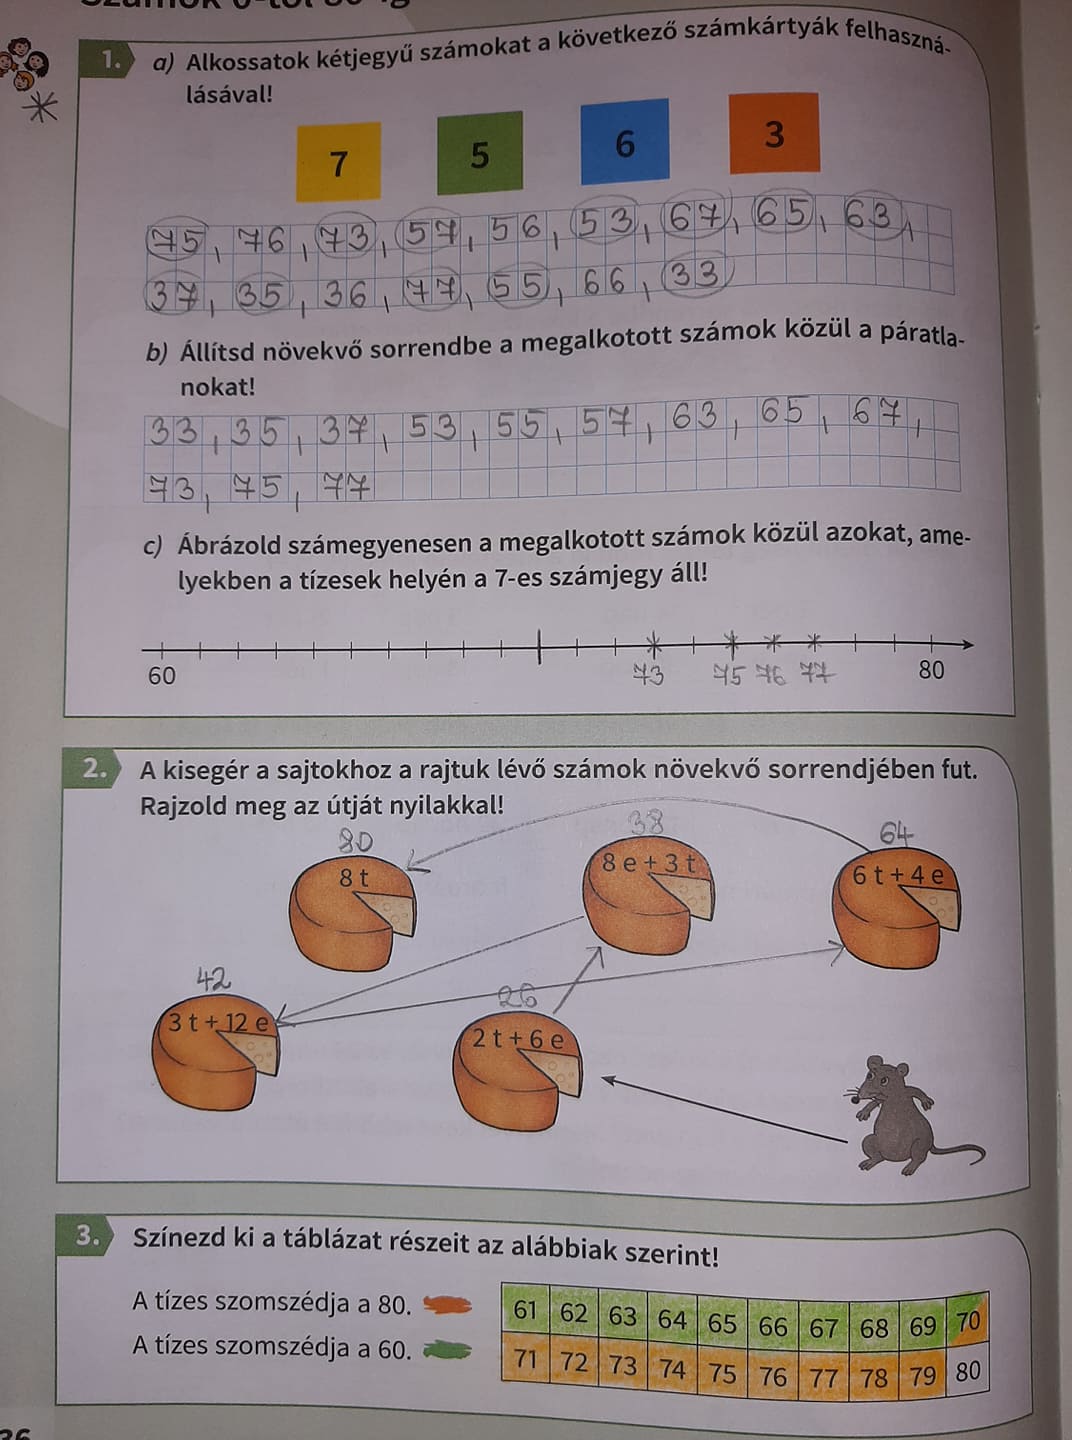 1. a) Alkossatok kétjegyű számokat a következő számkártyák felhaszná-
lásával!
7 5 6 3
75, 76, 73, 57, 56, 53, 67, 65, 63,
37, 35, 36, 77, 55, 66, 33
b) Állítsd növekvő sorrendbe a megalkotott számok közül a páratla-
nokat!
33, 35, 37, 53, 55, 57, 63, 65, 67,
73, 75, 77
c) Ábrázold számegyenesen a megalkotott számok közül azokat, ame-
lyekben a tízesek helyén a 7-es számjegy áll!
60 73 75 76 77 80
2. A kisegér a sajtokhoz a rajtuk lévő számok növekvő sorrendjében fut.
Rajzold meg az útját nyilakkal!
80 38 64
8 t 8 e + 3 t 6 t + 4 e
42 26
3 t + 12 e 2 t + 6 e
3. Színezd ki a táblázat részeit az alábbiak szerint!
A tízes szomszédja a 80.
A tízes szomszédja a 60.
61 62 63 64 65 66 67 68 69 70
71 72 73 74 75 76 77 78 79 80